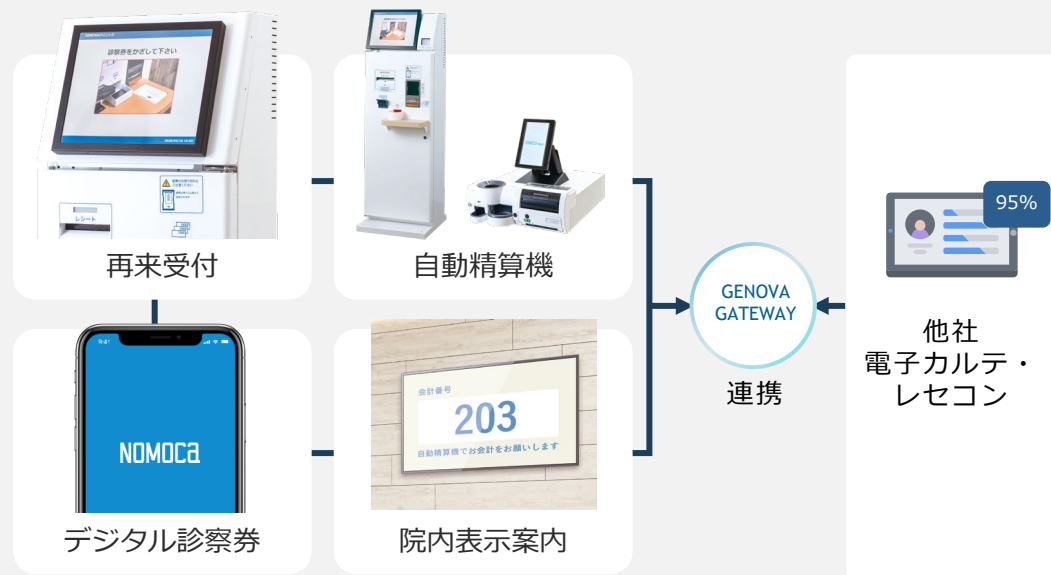 診察券をかざして下さい
レシート
再来受付
自動精算機
9:41
NOMOCa
デジタル診察券
会計番号
203
自動精算機でお会計をお願いします
院内表示案内
GENOVA
GATEWAY
連携
95%
他社
電子カルテ・
レセコン